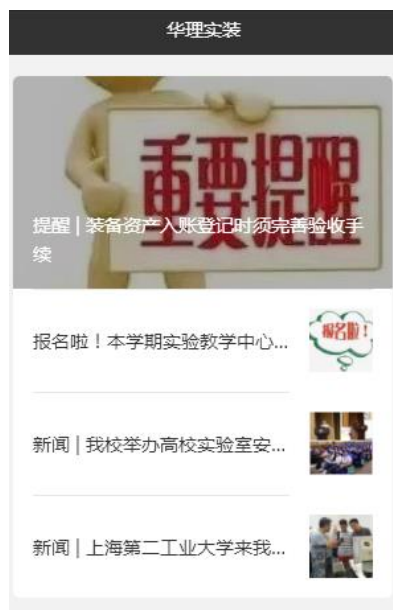 华理实装
重要提醒
提醒 | 装备资产入账登记时须完善验收手
续
报名啦！本学期实验教学中心...
报名啦！
新闻 | 我校举办高校实验室安...
新闻 | 上海第二工业大学来我...